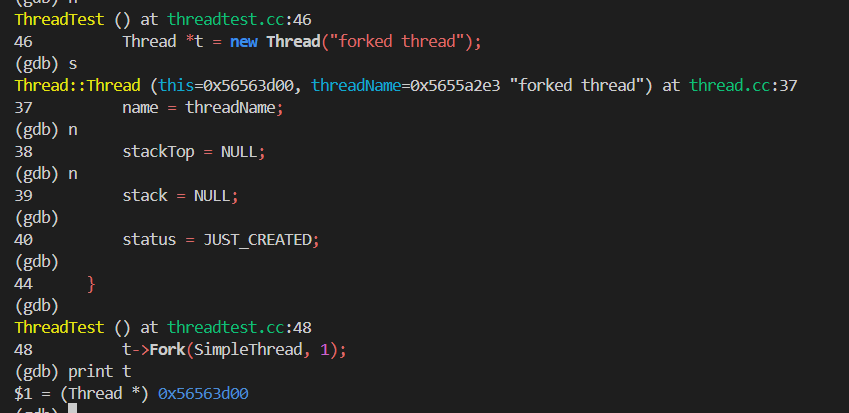 (gdb) n
ThreadTest () at threadtest.cc:46
46 Thread *t = new Thread("forked thread");
(gdb) s
Thread::Thread (this=0x56563d00, threadName=0x5655a2e3 "forked thread") at thread.cc:37
37 name = threadName;
(gdb) n
38 stackTop = NULL;
(gdb) n
39 stack = NULL;
(gdb)
40 status = JUST_CREATED;
(gdb)
44 }
(gdb)
ThreadTest () at threadtest.cc:48
48 t->Fork(SimpleThread, 1);
(gdb) print t
$1 = (Thread *) 0x56563d00
(gdb)